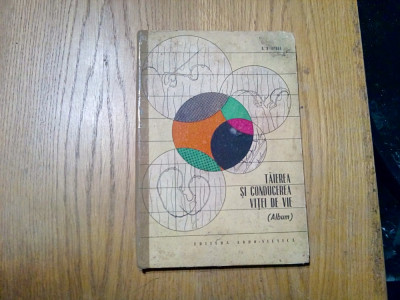 TĂIEREA
ȘI CONDUCEREA
VIȚEI DE VIE
(Album)
EDITURA AGRO-SILVICĂ